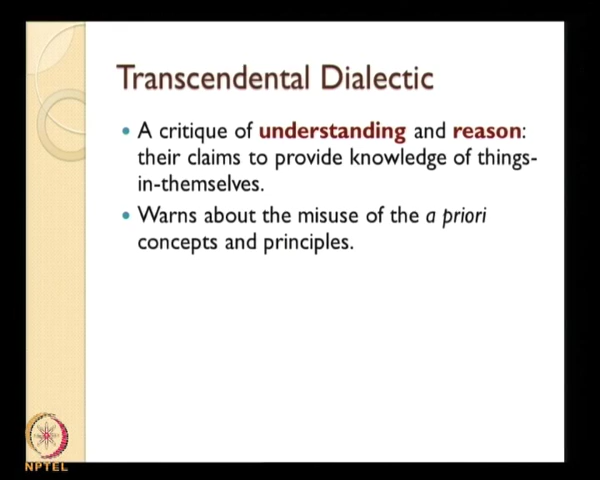 Transcendental Dialectic
• A critique of understanding and reason:
their claims to provide knowledge of things-
in-themselves.
• Warns about the misuse of the a priori
concepts and principles.
NPTEL